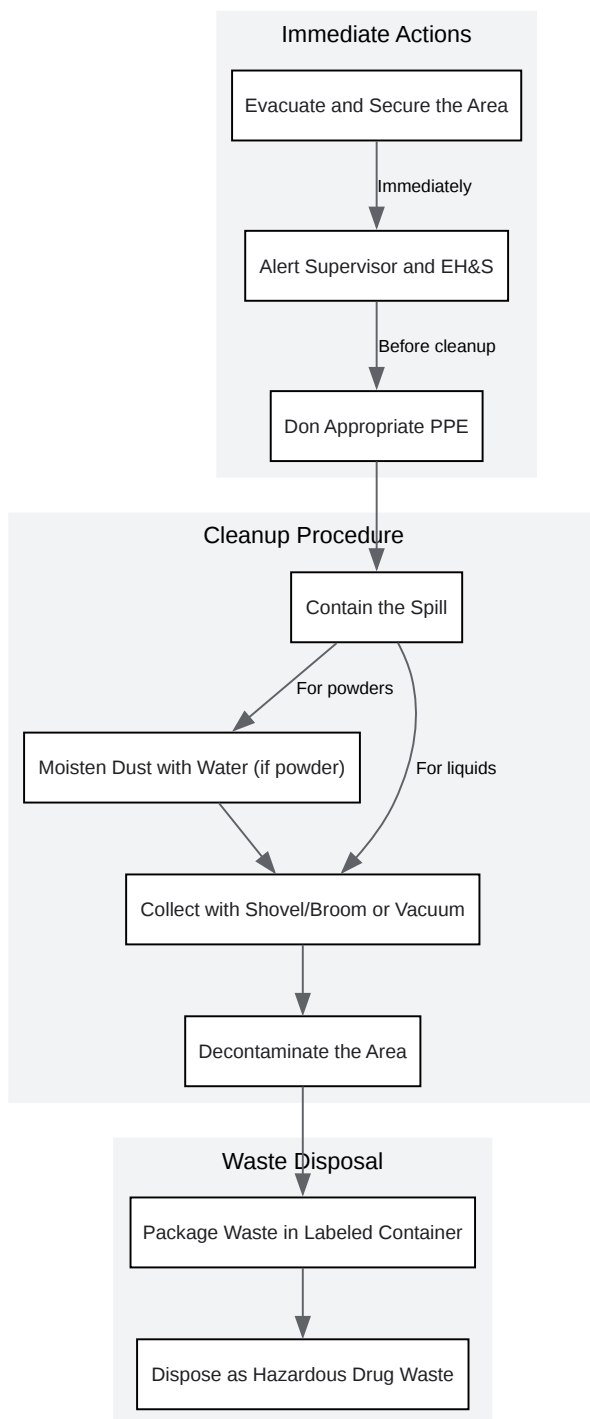 Immediate Actions
Evacuate and Secure the Area
Immediately
Alert Supervisor and EH&S
Before cleanup
Don Appropriate PPE
Cleanup Procedure
Contain the Spill
For powders
Moisten Dust with Water (if powder)
For liquids
Collect with Shovel/Broom or Vacuum
Decontaminate the Area
Waste Disposal
Package Waste in Labeled Container
Dispose as Hazardous Drug Waste